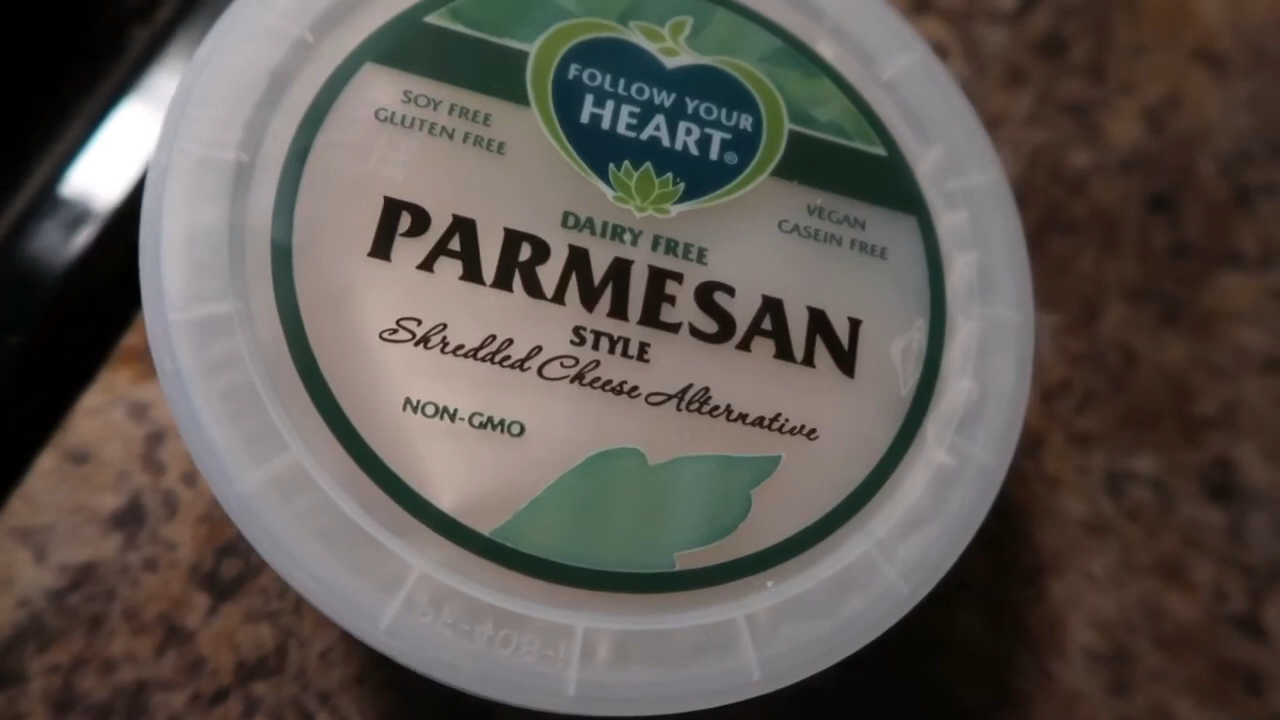 FOLLOW YOUR
HEART®
SOY FREE
GLUTEN FREE
VEGAN
CASEIN FREE
DAIRY FREE
PARMESAN
STYLE
Shredded Cheese Alternative
NON-GMO